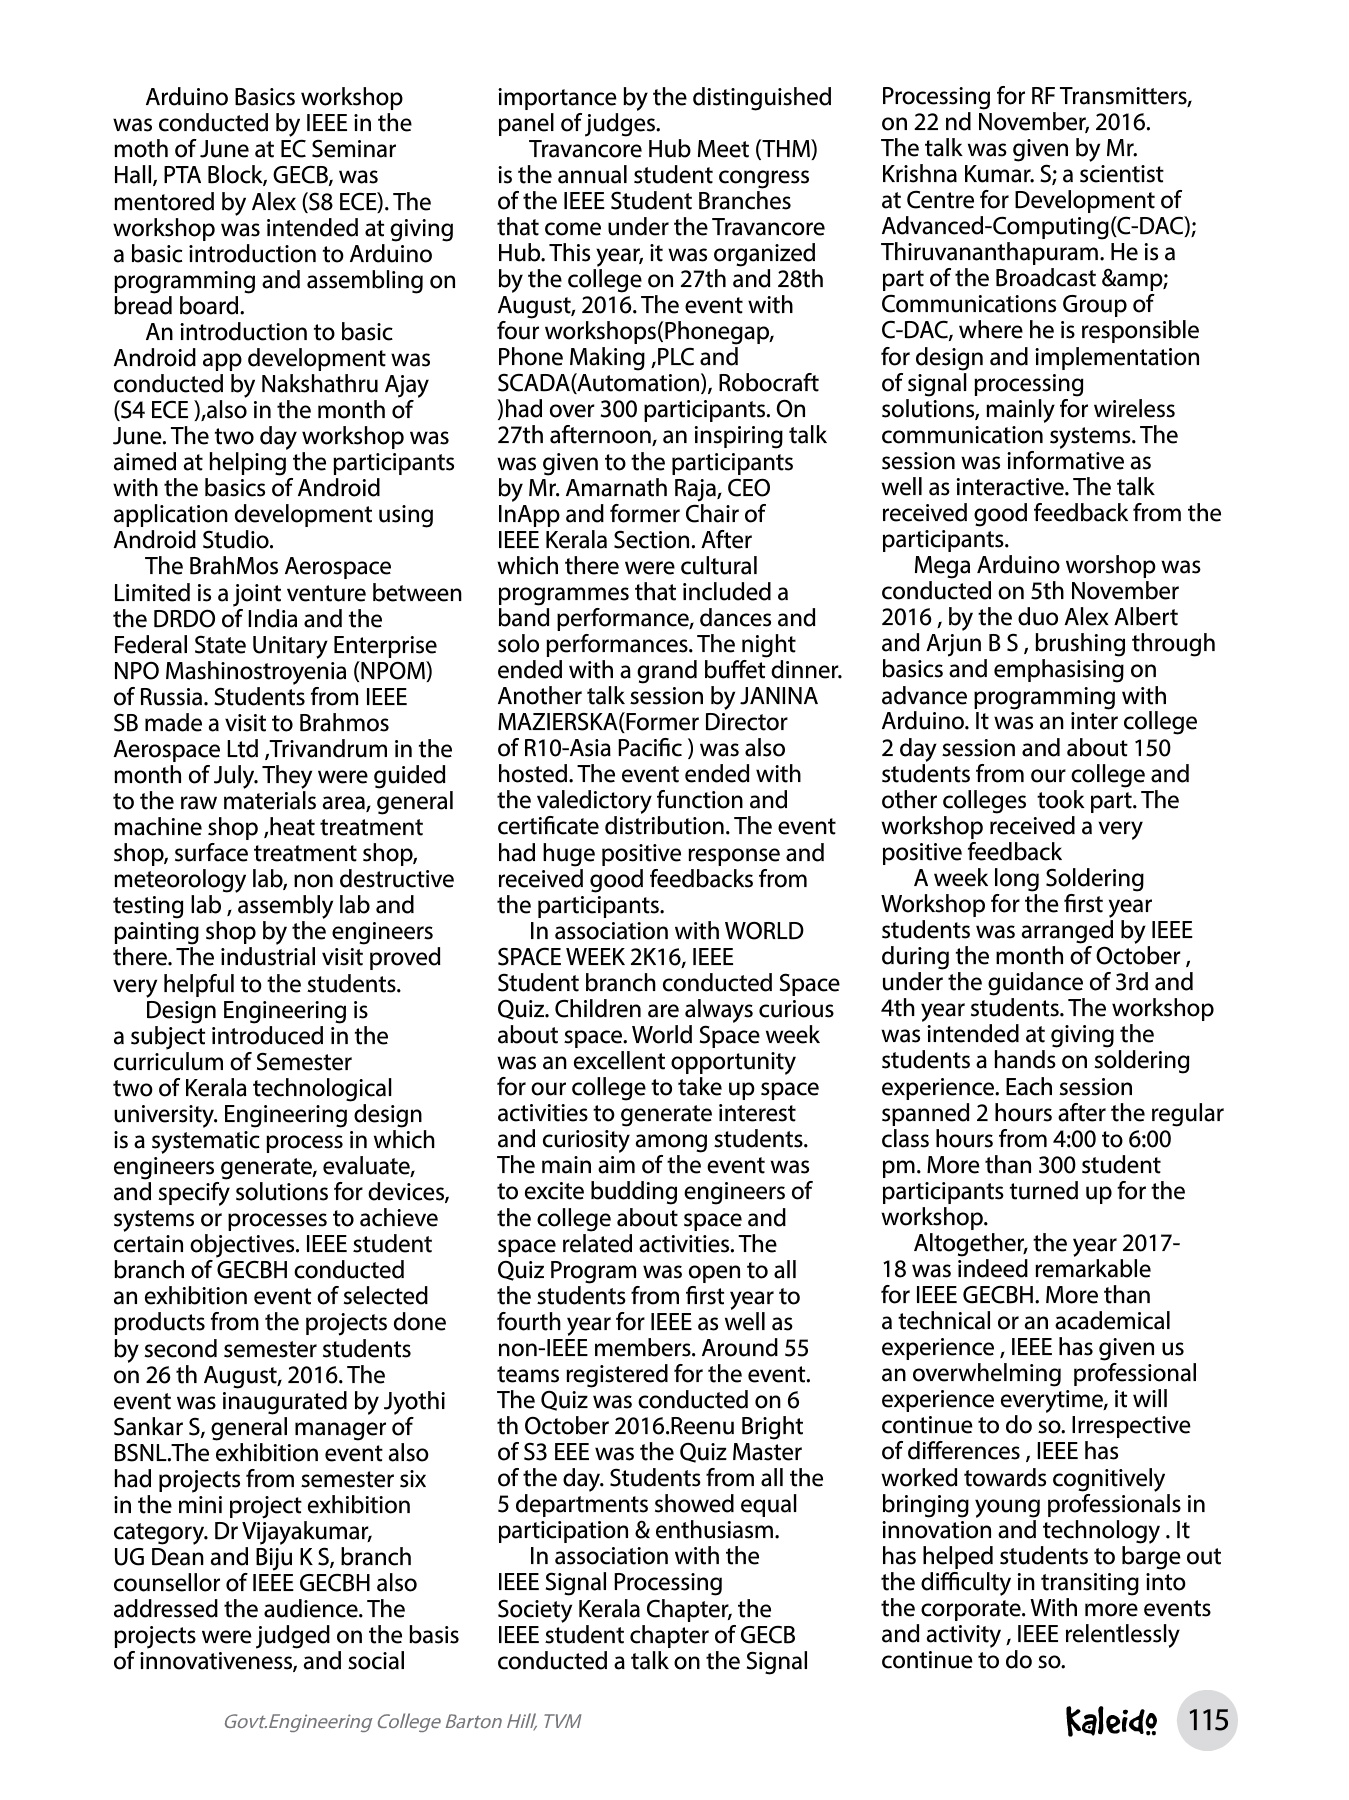 Arduino Basics workshop
was conducted by IEEE in the
moth of June at EC Seminar
Hall, PTA Block, GECB, was
mentored by Alex (S8 ECE). The
workshop was intended at giving
a basic introduction to Arduino
programming and assembling on
bread board.
An introduction to basic
Android app development was
conducted by Nakshathru Ajay
(S4 ECE ),also in the month of
June. The two day workshop was
aimed at helping the participants
with the basics of Android
application development using
Android Studio.
The BrahMos Aerospace
Limited is a joint venture between
the DRDO of India and the
Federal State Unitary Enterprise
NPO Mashinostroyenia (NPOM)
of Russia. Students from IEEE
SB made a visit to Brahmos
Aerospace Ltd ,Trivandrum in the
month of July. They were guided
to the raw materials area, general
machine shop ,heat treatment
shop, surface treatment shop,
meteorology lab, non destructive
testing lab , assembly lab and
painting shop by the engineers
there. The industrial visit proved
very helpful to the students.
Design Engineering is
a subject introduced in the
curriculum of Semester
two of Kerala technological
university. Engineering design
is a systematic process in which
engineers generate, evaluate,
and specify solutions for devices,
systems or processes to achieve
certain objectives. IEEE student
branch of GECBH conducted
an exhibition event of selected
products from the projects done
by second semester students
on 26 th August, 2016. The
event was inaugurated by Jyothi
Sankar S, general manager of
BSNL.The exhibition event also
had projects from semester six
in the mini project exhibition
category. Dr Vijayakumar,
UG Dean and Biju K S, branch
counsellor of IEEE GECBH also
addressed the audience. The
projects were judged on the basis
of innovativeness, and social
importance by the distinguished
panel of judges.
Travancore Hub Meet (THM)
is the annual student congress
of the IEEE Student Branches
that come under the Travancore
Hub. This year, it was organized
by the college on 27th and 28th
August, 2016. The event with
four workshops(Phonegap,
Phone Making ,PLC and
SCADA(Automation), Robocraft
)had over 300 participants. On
27th afternoon, an inspiring talk
was given to the participants
by Mr. Amarnath Raja, CEO
InApp and former Chair of
IEEE Kerala Section. After
which there were cultural
programmes that included a
band performance, dances and
solo performances. The night
ended with a grand buffet dinner.
Another talk session by JANINA
MAZIERSKA(Former Director
of R10-Asia Pacific ) was also
hosted. The event ended with
the valedictory function and
certificate distribution. The event
had huge positive response and
received good feedbacks from
the participants.
In association with WORLD
SPACE WEEK 2K16, IEEE
Student branch conducted Space
Quiz. Children are always curious
about space. World Space week
was an excellent opportunity
for our college to take up space
activities to generate interest
and curiosity among students.
The main aim of the event was
to excite budding engineers of
the college about space and
space related activities. The
Quiz Program was open to all
the students from first year to
fourth year for IEEE as well as
non-IEEE members. Around 55
teams registered for the event.
The Quiz was conducted on 6
th October 2016.Reenu Bright
of S3 EEE was the Quiz Master
of the day. Students from all the
5 departments showed equal
participation & enthusiasm.
In association with the
IEEE Signal Processing
Society Kerala Chapter, the
IEEE student chapter of GECB
conducted a talk on the Signal
Processing for RF Transmitters,
on 22 nd November, 2016.
The talk was given by Mr.
Krishna Kumar. S; a scientist
at Centre for Development of
Advanced-Computing(C-DAC);
Thiruvananthapuram. He is a
part of the Broadcast &amp;
Communications Group of
C-DAC, where he is responsible
for design and implementation
of signal processing
solutions, mainly for wireless
communication systems. The
session was informative as
well as interactive. The talk
received good feedback from the
participants.
Mega Arduino worshop was
conducted on 5th November
2016 , by the duo Alex Albert
and Arjun B S , brushing through
basics and emphasising on
advance programming with
Arduino. It was an inter college
2 day session and about 150
students from our college and
other colleges  took part. The
workshop received a very
positive feedback
A week long Soldering
Workshop for the first year
students was arranged by IEEE
during the month of October ,
under the guidance of 3rd and
4th year students. The workshop
was intended at giving the
students a hands on soldering
experience. Each session
spanned 2 hours after the regular
class hours from 4:00 to 6:00
pm. More than 300 student
participants turned up for the
workshop.
Altogether, the year 2017-
18 was indeed remarkable
for IEEE GECBH. More than
a technical or an academical
experience , IEEE has given us
an overwhelming  professional
experience everytime, it will
continue to do so. Irrespective
of differences , IEEE has
worked towards cognitively
bringing young professionals in
innovation and technology . It
has helped students to barge out
the difficulty in transiting into
the corporate. With more events
and activity , IEEE relentlessly
continue to do so.
Govt.Engineering College Barton Hill, TVM
Kaleido 115